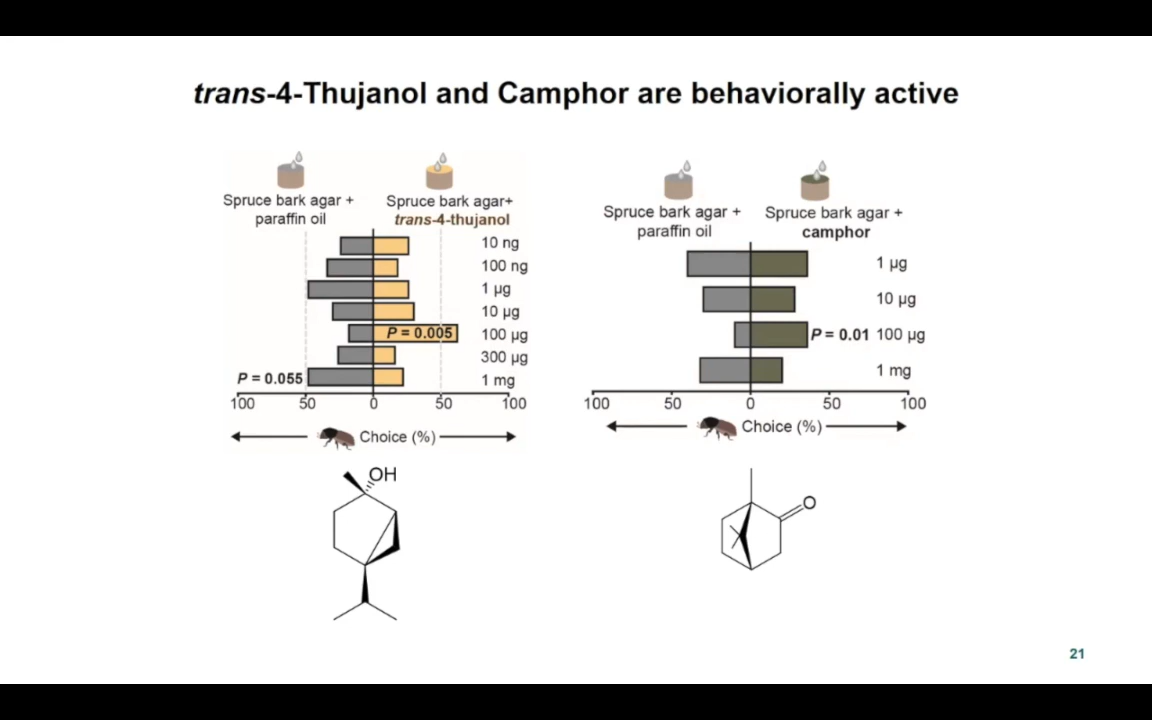 trans-4-Thujanol and Camphor are behaviorally active
Spruce bark agar +
paraffin oil
Spruce bark agar+
trans-4-thujanol
10 ng
100 ng
1 µg
10 µg
P = 0.005
100 µg
300 µg
P = 0.055
1 mg
100
50
0
50
100
Choice (%)
OH
Spruce bark agar +
paraffin oil
Spruce bark agar +
camphor
1 µg
10 µg
P = 0.01 100 µg
1 mg
100
50
0
50
100
Choice (%)
O
21